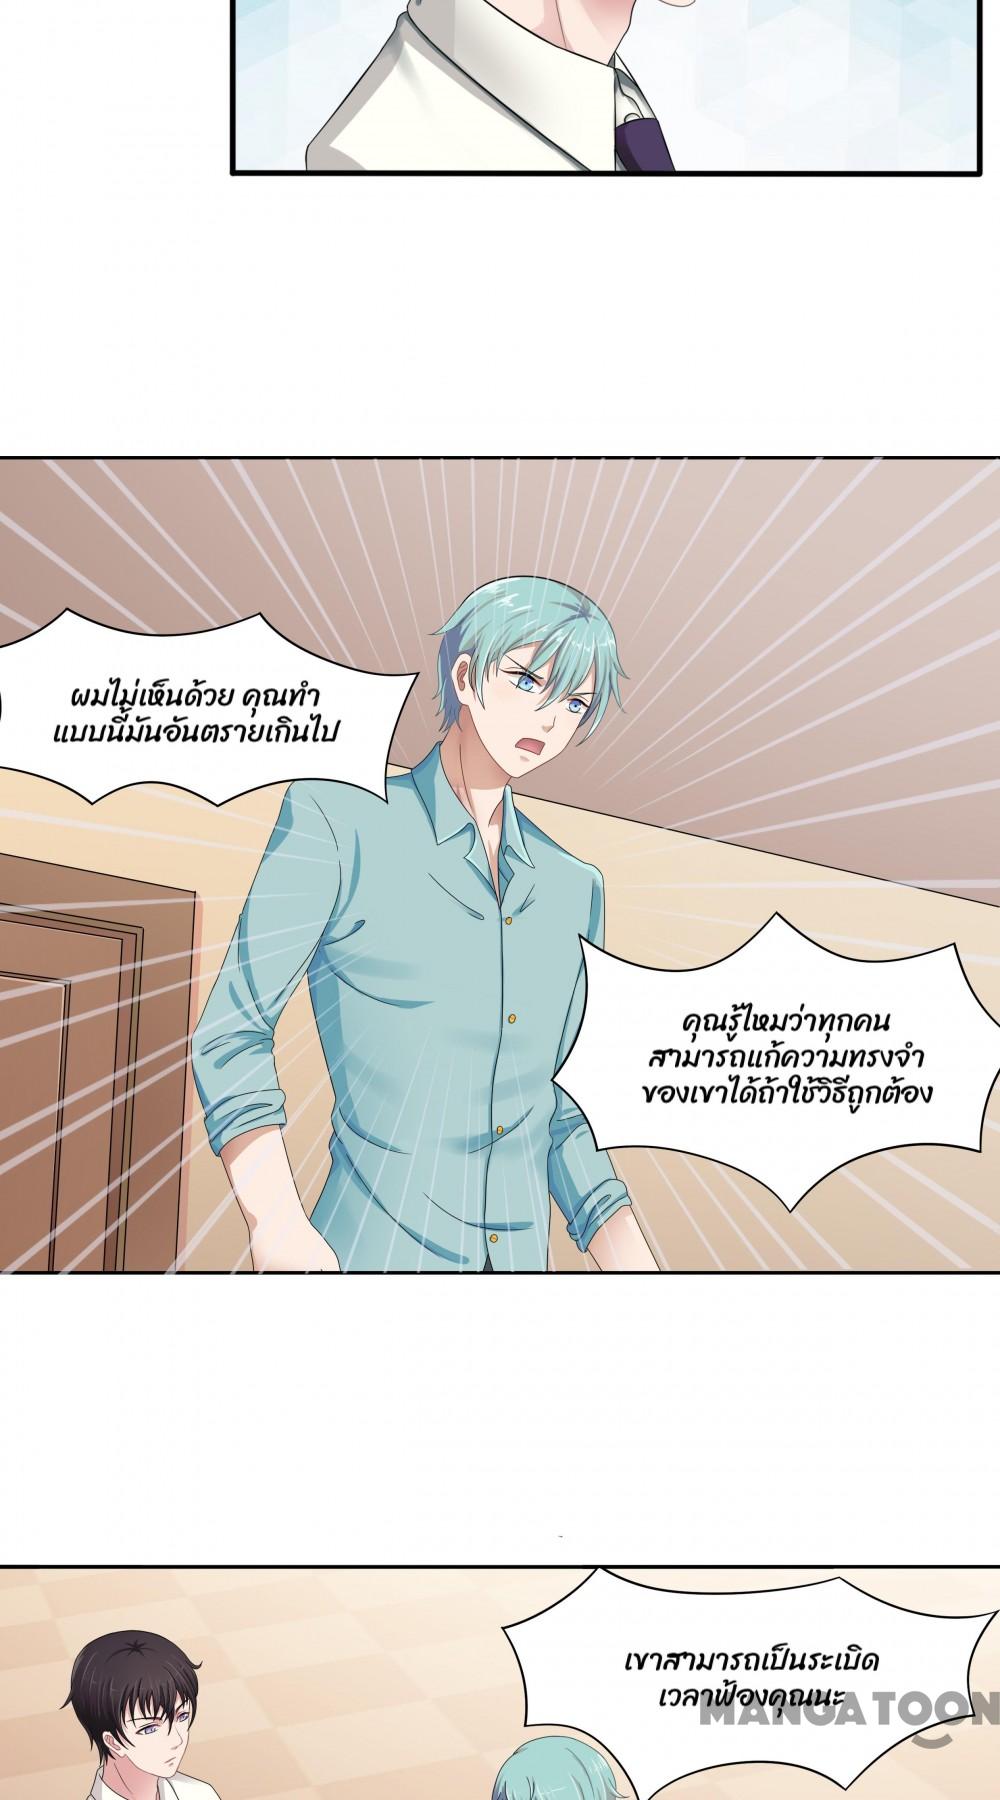 ผมไม่เห็นด้วย คุณทำ
แบบนี้มันอันตรายเกินไป
คุณรู้ไหมว่าทุกคน
สามารถแก้ความทรงจำ
ของเขาได้ถ้าใช้วิธีถูกต้อง
เขาสามารถเป็นระเบิด
เวลาฟ้องคุณนะ
MANGATOON